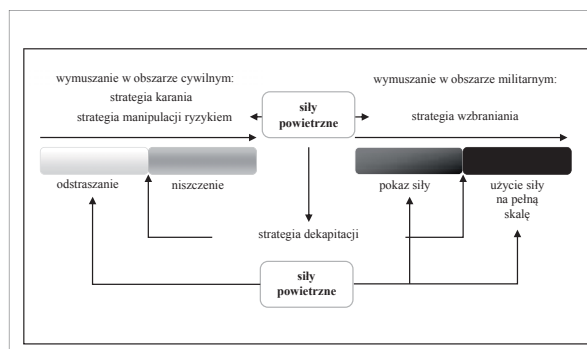 wymuszanie w obszarze cywilnym:
strategia karania
strategia manipulacji ryzykiem
siły
powietrzne
wymuszanie w obszarze militarnym:
strategia wzbraniania
odstraszanie
niszczenie
pokaz siły
użycie siły
na pełną
skalę
strategia dekapitacji
siły
powietrzne